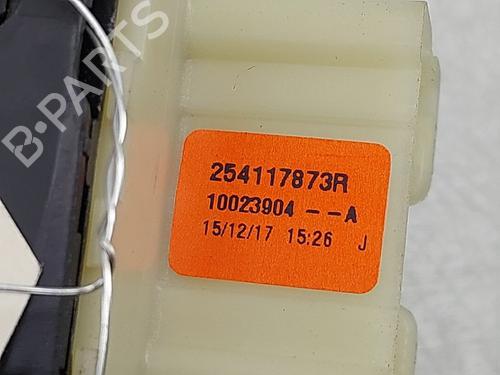 B-PARTS
254117873R
10023904 -- A
15/12/17 15:26 J